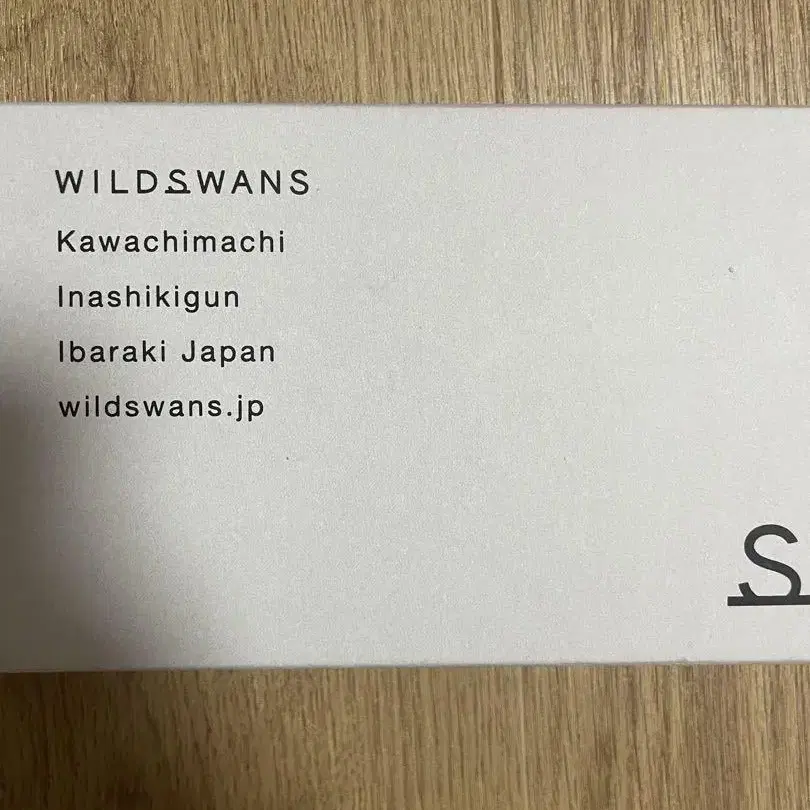 WILDSWANS
Kawachimachi
Inashikigun
Ibaraki Japan
wildswans.jp
S